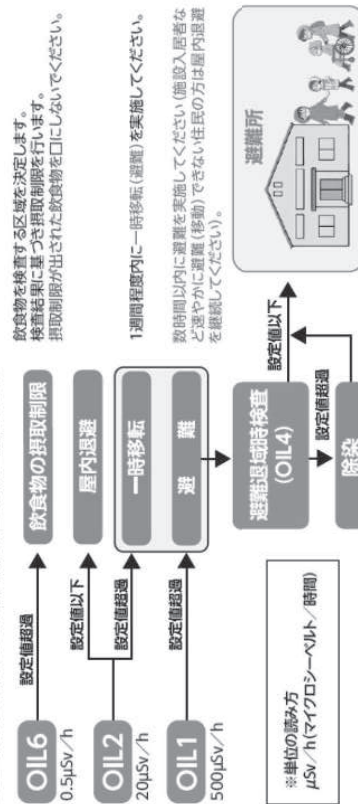 OIL6
0.5μSv／h
設定値超過
飲食物の摂取制限
飲食物を検査する区域を決定します。
検査結果に基づき摂取制限を行います。
摂取制限が出された飲食物を口にしないでください。
OIL2
20μSv／h
設定値以下
屋内退避
設定値超過
一時移転
1週間程度内に一時移転（避難）を実施してください。
OIL1
500μSv／h
設定値超過
避　難
数時間以内に避難を実施してください（施設入居者な
ど速やかに避難（移動）できない住民の方は屋内退避
を継続してください）。
※単位の読み方
μSv／h（マイクロシーベルト／時間）
避難退域時検査
（OIL4）
設定値以下
設定値超過
除染
避難所